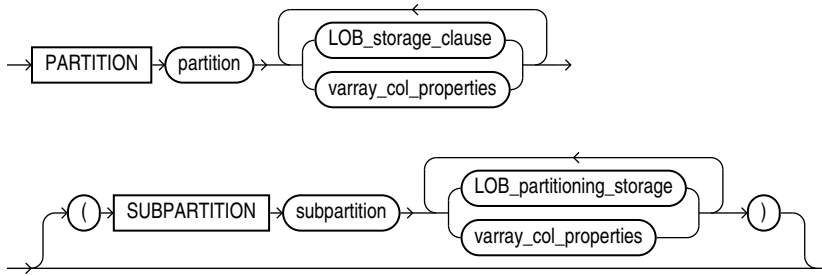 LOB_storage_clause
PARTITION partition
varray_col_properties
LOB_partitioning_storage
( SUBPARTITION subpartition )
varray_col_properties